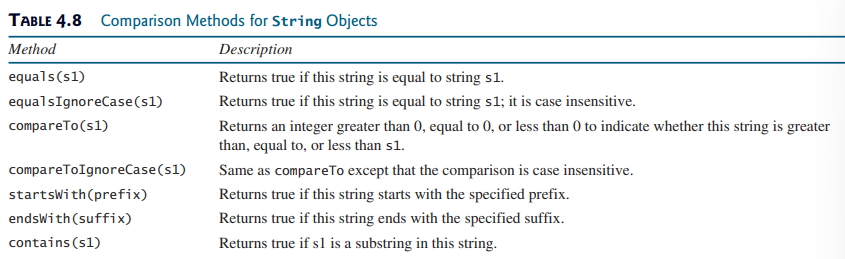 TABLE 4.8 Comparison Methods for String Objects
Method Description
equals(s1) Returns true if this string is equal to string s1.
equalsIgnoreCase(s1) Returns true if this string is equal to string s1; it is case insensitive.
compareTo(s1) Returns an integer greater than 0, equal to 0, or less than 0 to indicate whether this string is greater
than, equal to, or less than s1.
compareToIgnoreCase(s1) Same as compareTo except that the comparison is case insensitive.
startsWith(prefix) Returns true if this string starts with the specified prefix.
endsWith(suffix) Returns true if this string ends with the specified suffix.
contains(s1) Returns true if s1 is a substring in this string.